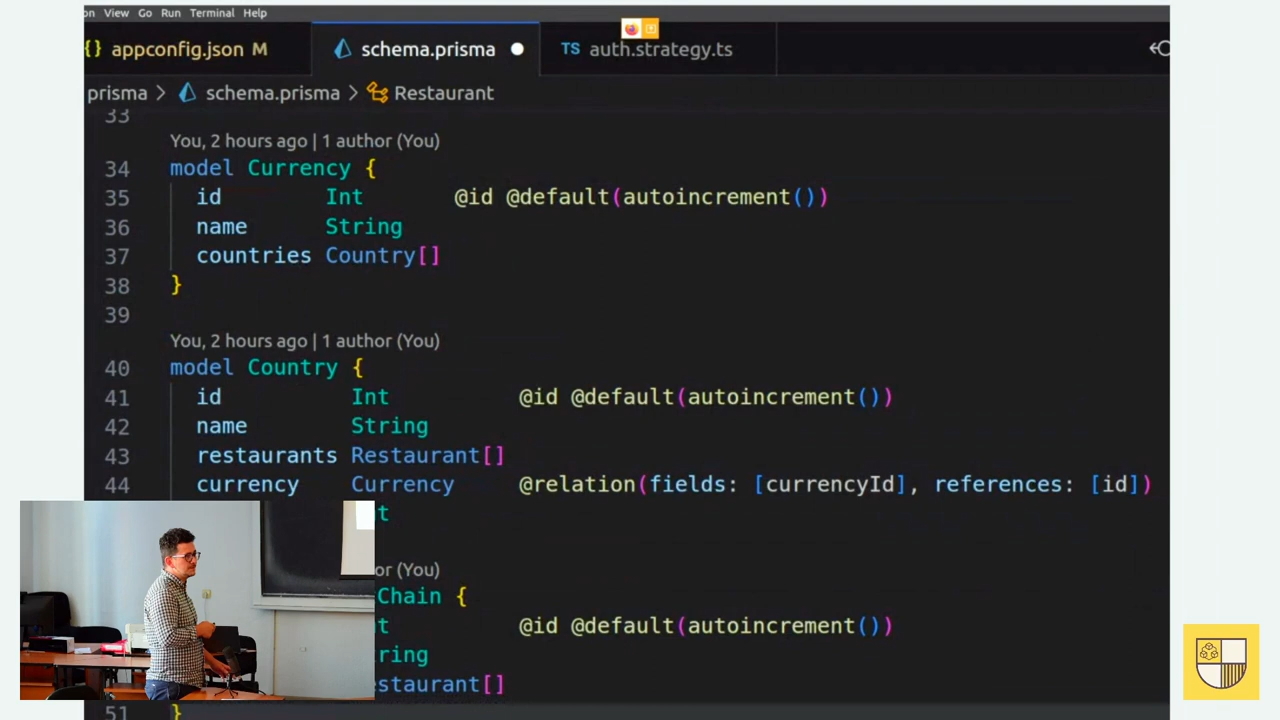 on View Go Run Terminal Help
{} appconfig.json M
schema.prisma
TS auth.strategy.ts
prisma > schema.prisma > Restaurant
33
You, 2 hours ago | 1 author (You)
34 model Currency {
35 id Int @id @default(autoincrement())
36 name String
37 countries Country[]
38 }
39
You, 2 hours ago | 1 author (You)
40 model Country {
41 id Int @id @default(autoincrement())
42 name String
43 restaurants Restaurant[]
44 currency Currency @relation(fields: [currencyId], references: [id])
t
or (You)
Chain {
t @id @default(autoincrement())
ring
staurant[]
51 }